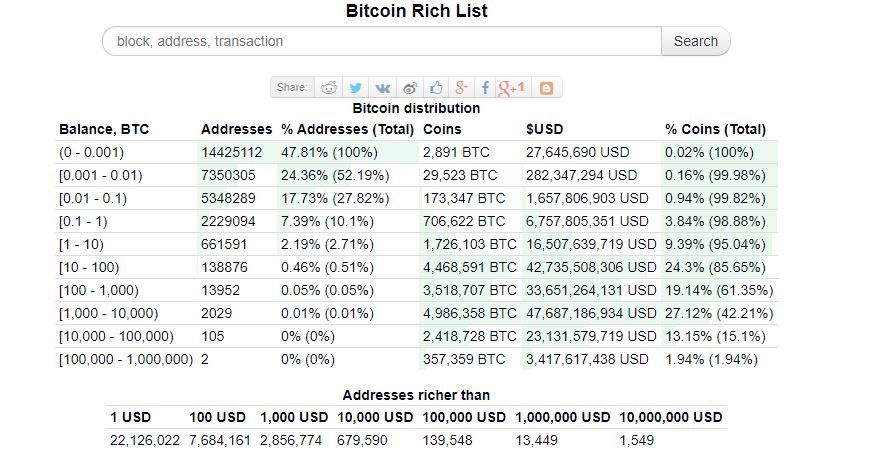 Bitcoin Rich List
block, address, transaction Search
Share: g+ f g+1
Bitcoin distribution
Balance, BTC Addresses % Addresses (Total) Coins $USD % Coins (Total)
(0 - 0.001) 14425112 47.81% (100%) 2,891 BTC 27,645,690 USD 0.02% (100%)
[0.001 - 0.01) 7350305 24.36% (52.19%) 29,523 BTC 282,347,294 USD 0.16% (99.98%)
[0.01 - 0.1) 5348289 17.73% (27.82%) 173,347 BTC 1,657,806,903 USD 0.94% (99.82%)
[0.1 - 1) 2229094 7.39% (10.1%) 706,622 BTC 6,757,805,351 USD 3.84% (98.88%)
[1 - 10) 661591 2.19% (2.71%) 1,726,103 BTC 16,507,639,719 USD 9.39% (95.04%)
[10 - 100) 138876 0.46% (0.51%) 4,468,591 BTC 42,735,508,306 USD 24.3% (85.65%)
[100 - 1,000) 13952 0.05% (0.05%) 3,518,707 BTC 33,651,264,131 USD 19.14% (61.35%)
[1,000 - 10,000) 2029 0.01% (0.01%) 4,986,358 BTC 47,687,186,934 USD 27.12% (42.21%)
[10,000 - 100,000) 105 0% (0%) 2,418,728 BTC 23,131,579,719 USD 13.15% (15.1%)
[100,000 - 1,000,000) 2 0% (0%) 357,359 BTC 3,417,617,438 USD 1.94% (1.94%)
Addresses richer than
1 USD 100 USD 1,000 USD 10,000 USD 100,000 USD 1,000,000 USD 10,000,000 USD
22,126,022 7,684,161 2,856,774 679,590 139,548 13,449 1,549